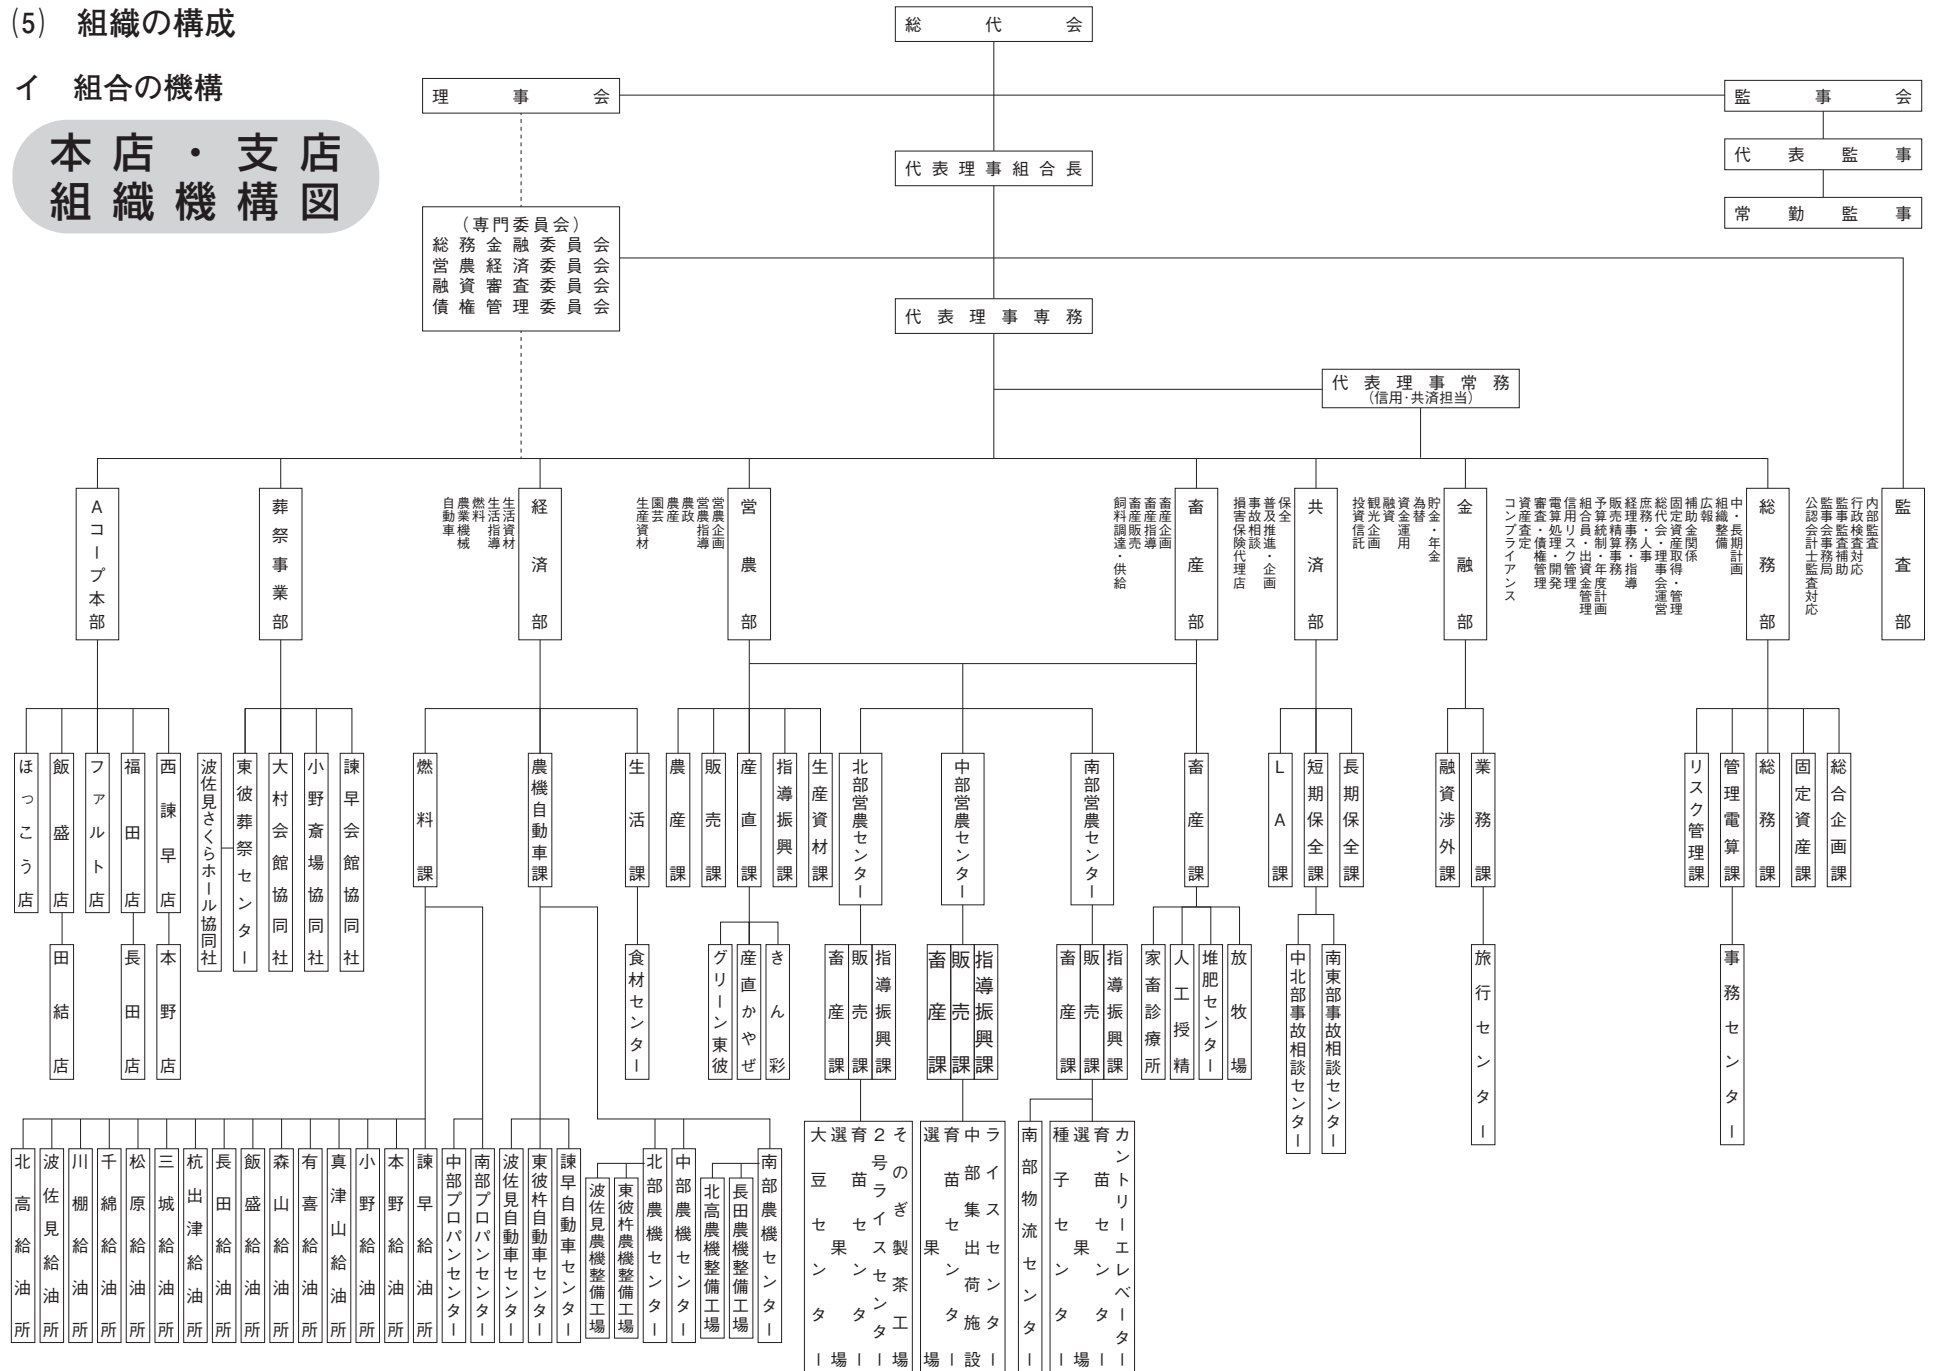 (5) 組織の構成
イ 組合の機構
本店・支店
組織機構図
総代会
理事会
監事会
代表監事
常勤監事
代表理事組合長
(専門委員会)
総務金融委員会
営農経済委員会
融資審査委員会
債権管理委員会
代表理事専務
代表理事常務
(信用・共済担当)
Aコープ本部
葬祭事業部
経済部
生活資材
生活指導
燃料
農業機械
自動車
営農部
営農企画
営農指導
農政
農産
園芸
生産資材
畜産部
畜産企画
畜産指導
畜産販売
飼料調達・供給
共済部
保全
普及推進・企画
事故相談
損害保険代理店
金融部
貯金・年金
為替
資金運用
融資
観光企画
投資信託
総務部
中・長期計画
組織整備
広報
補助金関係
固定資産取得・管理
総代会・理事会運営
庶務・人事
経理事務・指導
販売精算事務
予算統制・年度計画
組合員・出資金管理
信用リスク管理
電算処理・開発
審査・債権管理
資産査定
コンプライアンス
監査部
内部監査
行政検査対応
監事監査補助
監事会事務局
公認会計士監査対応
ほっこう店
飯盛店
ファルト店
福田店
西諫早店
田結店
長田店
本野店
波佐見さくらホール協同社
東彼葬祭センター
大村会館協同社
小野斎場協同社
諫早会館協同社
燃料課
農機自動車課
生活課
食材センター
農産課
販売課
産直課
指導振興課
生産資材課
グリーン東彼
産直かやぜ
きん彩
北部営農センター
中部営農センター
南部営農センター
畜産課
畜産課
販売課
指導振興課
畜産課
販売課
指導振興課
畜産課
販売課
指導振興課
家畜診療所
人工授精
堆肥センター
放牧場
LA課
短期保全課
長期保全課
中北部事故相談センター
南東部事故相談センター
融資渉外課
業務課
旅行センター
リスク管理課
管理電算課
総務課
固定資産課
総合企画課
事務センター
北高給油所
波佐見給油所
川棚給油所
千綿給油所
松原給油所
三城給油所
杭出津給油所
長田給油所
飯盛給油所
森山給油所
有喜給油所
真津山給油所
小野給油所
本野給油所
諫早給油所
中部プロパンセンター
南部プロパンセンター
波佐見自動車センター
東彼杵自動車センター
諫早自動車センター
波佐見農機整備工場
東彼杵農機整備工場
北部農機センター
中部農機センター
北高農機整備工場
長田農機整備工場
南部農機センター
大豆センター
選果場
育苗センター
2号ライスセンター
そのぎ製茶工場
選果場
育苗センター
中部集出荷施設
ライスセンター
南部物流センター
種子センター
選果場
育苗センター
カントリーエレベーター